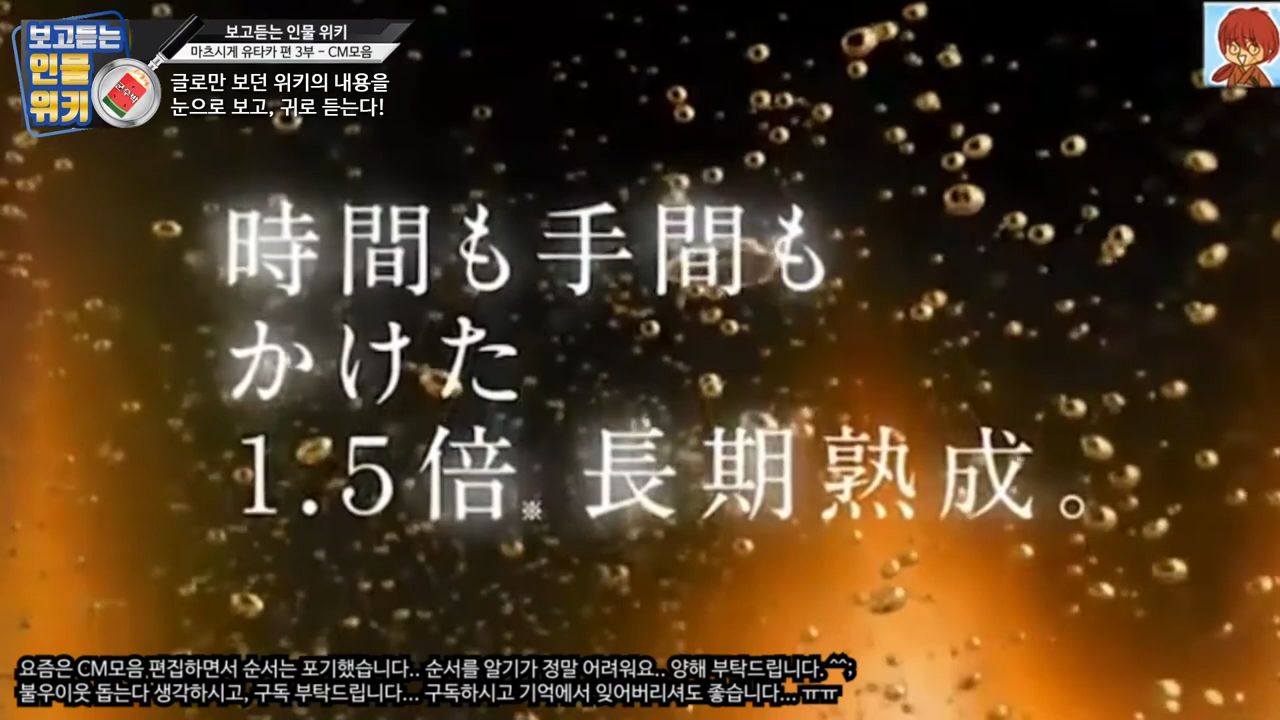 보고듣는
인물
위키
보고듣는 인물 위키
마츠시게 유타카 편 3부 - CM모음
글로만 보던 위키의 내용을
눈으로 보고, 귀로 듣는다!
時間も手間も
かけた
1.5倍※ 長期熟成。
요즘은 CM모음 편집하면서 순서는 포기했습니다.. 순서를 알기가 정말 어려워요.. 양해 부탁드립니다. ^^;
불우이웃 돕는다 생각하시고, 구독 부탁드립니다... 구독하시고 기억에서 잊어버리셔도 좋습니다... ㅠㅠ